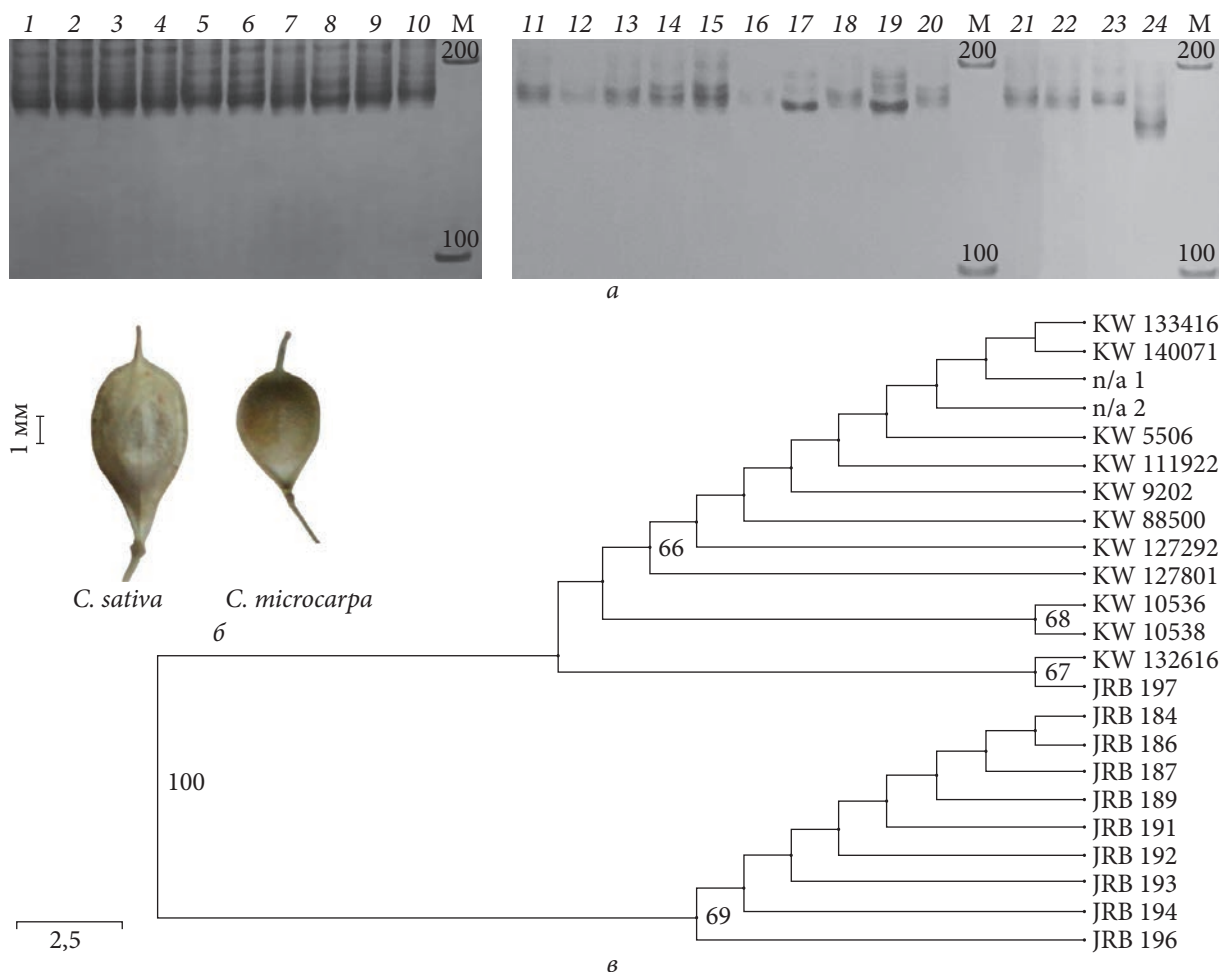 1 2 3 4 5 6 7 8 9 10 M 11 12 13 14 15 16 17 18 19 20 M 21 22 23 24 M
200 200 200
100 100 100
а
1 мм
C. sativa C. microcarpa
б
KW 133416
KW 140071
n/a 1
n/a 2
KW 5506
KW 111922
KW 9202
KW 88500
66 KW 127292
KW 127801
KW 10536
68
KW 10538
KW 132616
67
JRB 197
JRB 184
JRB 186
JRB 187
100
JRB 189
JRB 191
JRB 192
JRB 193
69 JRB 194
2,5
JRB 196
в